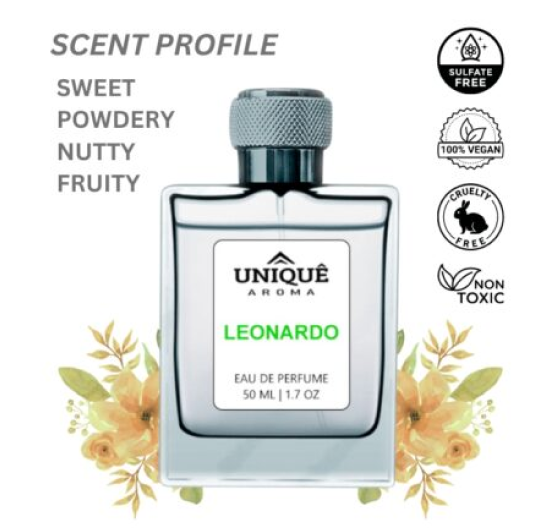 SCENT PROFILE
SWEET
POWDERY
NUTTY
FRUITY
SULFATE
FREE
100% VEGAN
CRUELTY
FREE
NON
TOXIC
UNIQUÊ
AROMA
LEONARDO
EAU DE PERFUME
50 ML | 1.7 OZ